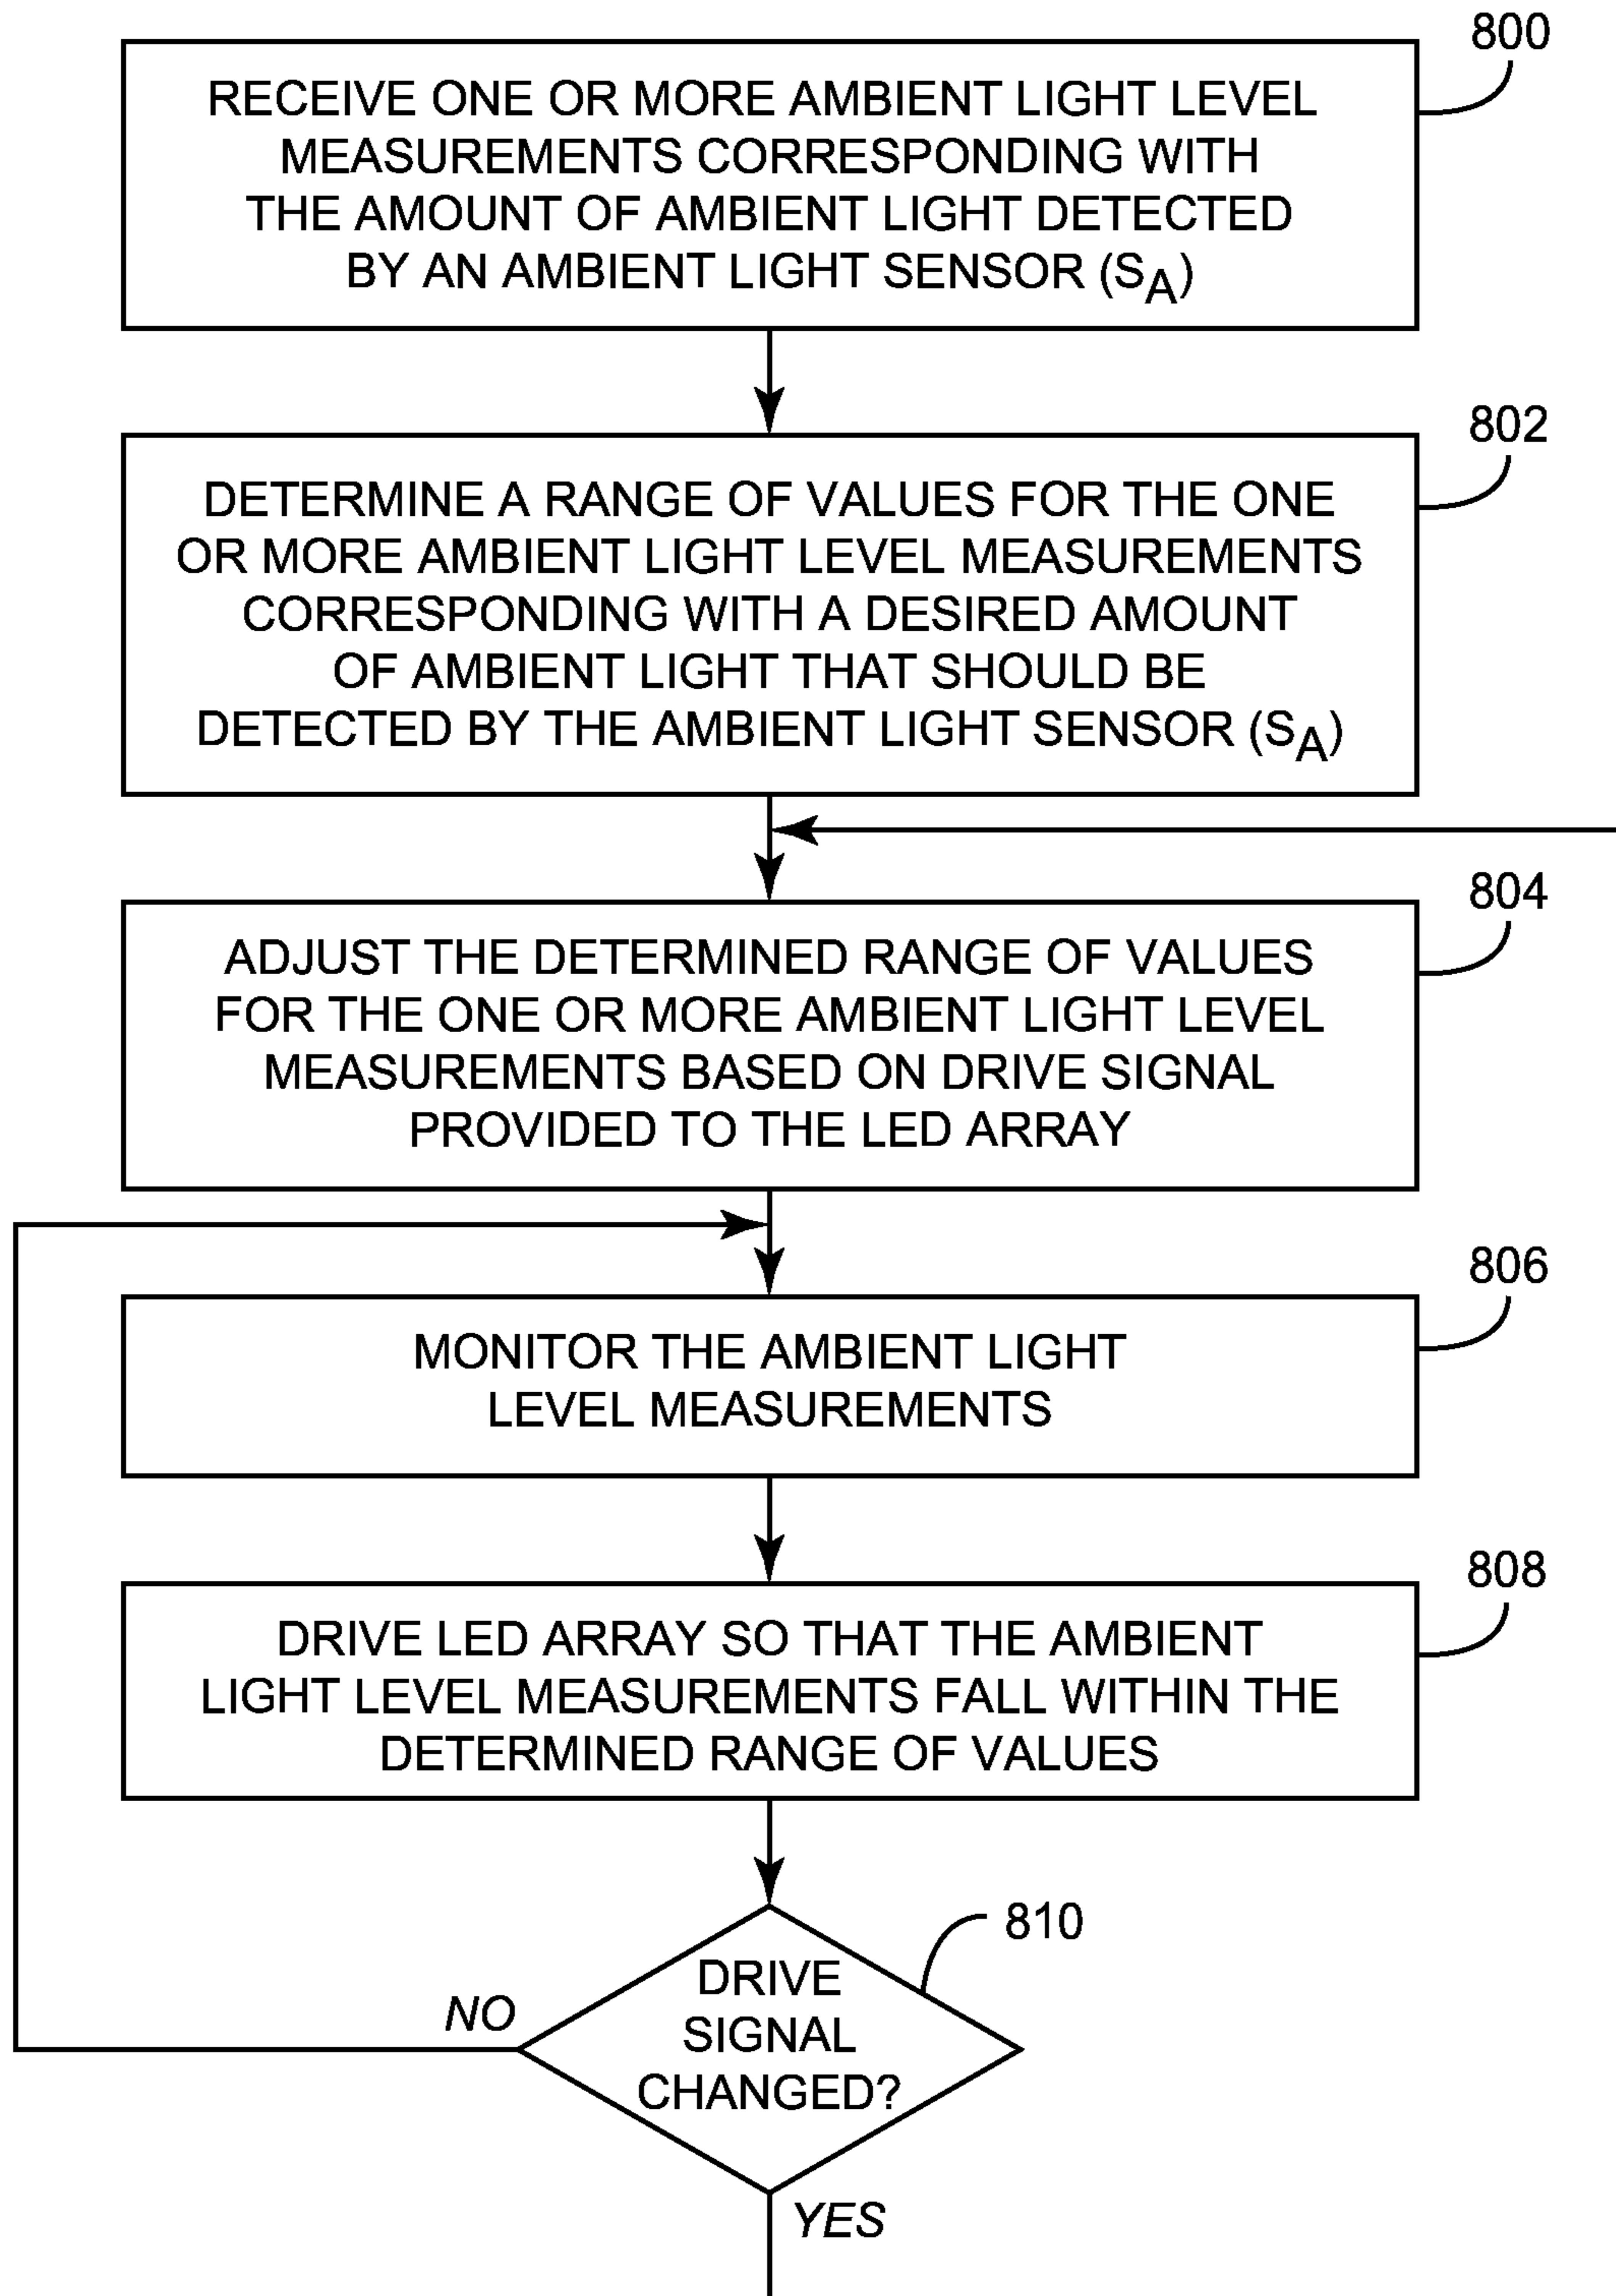 800
RECEIVE ONE OR MORE AMBIENT LIGHT LEVEL
MEASUREMENTS CORRESPONDING WITH
THE AMOUNT OF AMBIENT LIGHT DETECTED
BY AN AMBIENT LIGHT SENSOR (SA)
802
DETERMINE A RANGE OF VALUES FOR THE ONE
OR MORE AMBIENT LIGHT LEVEL MEASUREMENTS
CORRESPONDING WITH A DESIRED AMOUNT
OF AMBIENT LIGHT THAT SHOULD BE
DETECTED BY THE AMBIENT LIGHT SENSOR (SA)
804
ADJUST THE DETERMINED RANGE OF VALUES
FOR THE ONE OR MORE AMBIENT LIGHT LEVEL
MEASUREMENTS BASED ON DRIVE SIGNAL
PROVIDED TO THE LED ARRAY
806
MONITOR THE AMBIENT LIGHT
LEVEL MEASUREMENTS
808
DRIVE LED ARRAY SO THAT THE AMBIENT
LIGHT LEVEL MEASUREMENTS FALL WITHIN THE
DETERMINED RANGE OF VALUES
810
DRIVE
SIGNAL
CHANGED?
NO
YES